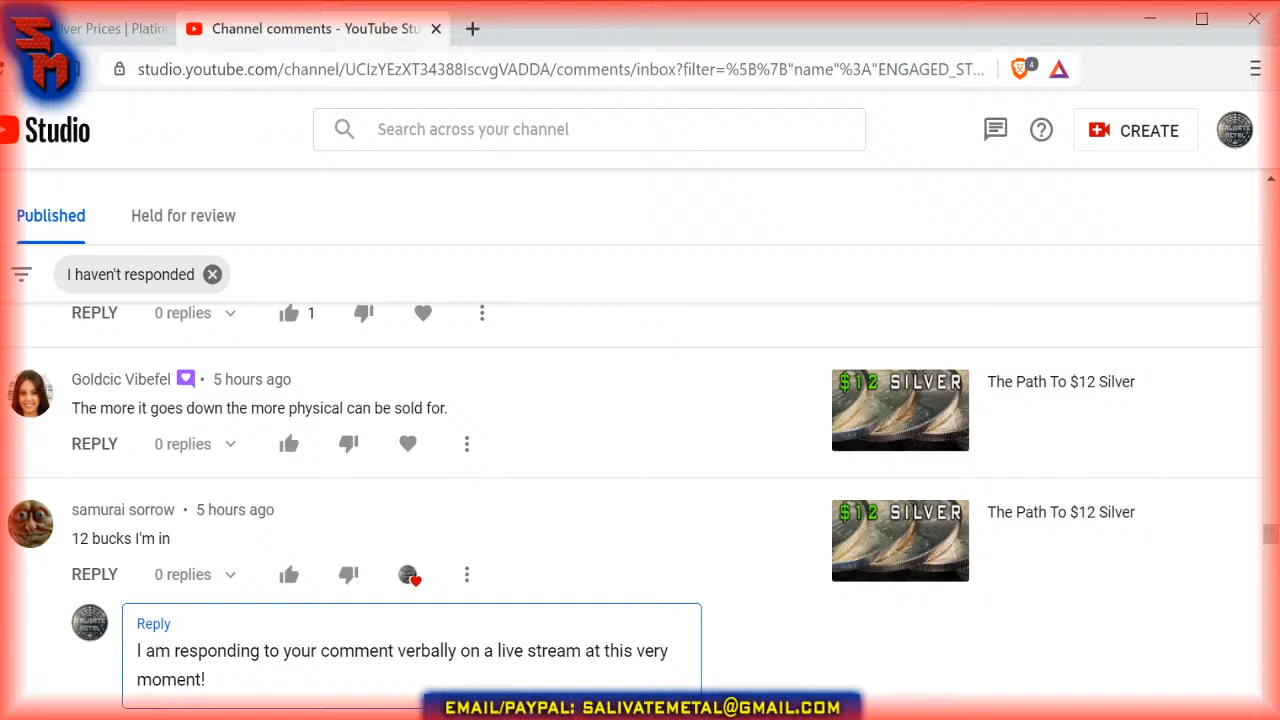 SM
lver Prices | Platin
Channel comments - YouTube Stu
studio.youtube.com/channel/UCIzYEzXT34388IscvgVADDA/comments/inbox?filter=%5B%7B"name"%3A"ENGAGED_ST...
4
Studio
Search across your channel
CREATE
Published
Held for review
I haven't responded
REPLY 0 replies 1
Goldcic Vibefel • 5 hours ago
The more it goes down the more physical can be sold for.
REPLY 0 replies
$12 SILVER
The Path To $12 Silver
samurai sorrow • 5 hours ago
12 bucks I'm in
REPLY 0 replies
$12 SILVER
The Path To $12 Silver
SALIVATE
METAL
Reply
I am responding to your comment verbally on a live stream at this very
moment!
EMAIL/PAYPAL: SALIVATEMETAL@GMAIL.COM